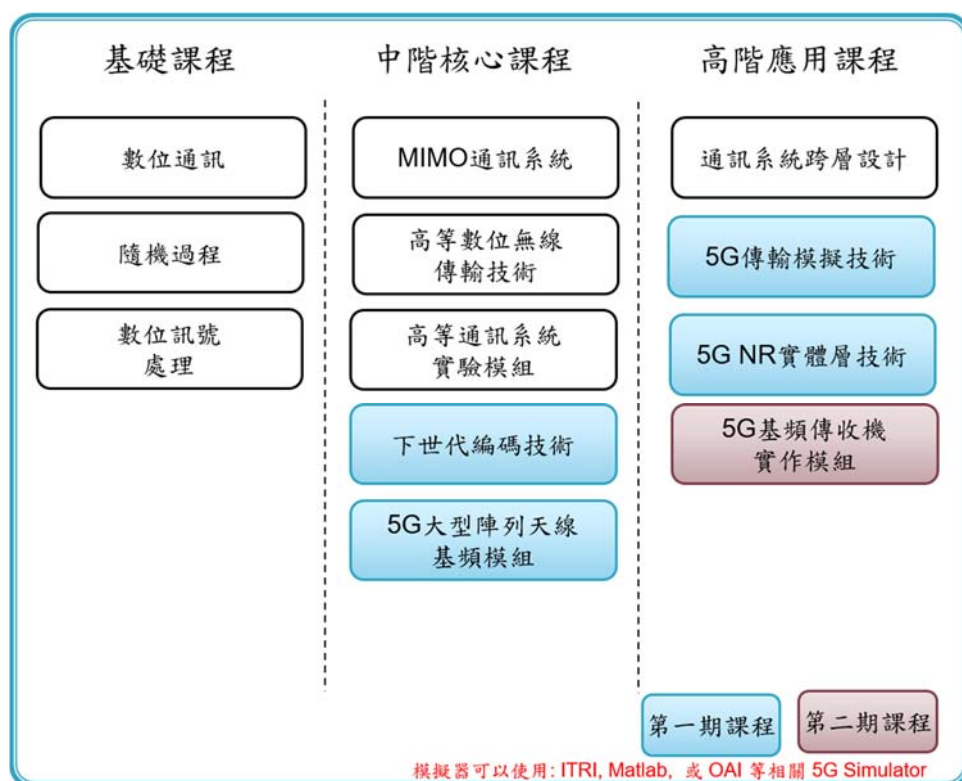 基礎課程
數位通訊
隨機過程
數位訊號
處理
中階核心課程
MIMO通訊系統
高等數位無線
傳輸技術
高等通訊系統
實驗模組
下世代編碼技術
5G大型陣列天線
基頻模組
高階應用課程
通訊系統跨層設計
5G傳輸模擬技術
5G NR實體層技術
5G基頻傳收機
實作模組
第一期課程
第二期課程
模擬器可以使用: ITRI, Matlab, 或 OAI 等相關 5G Simulator